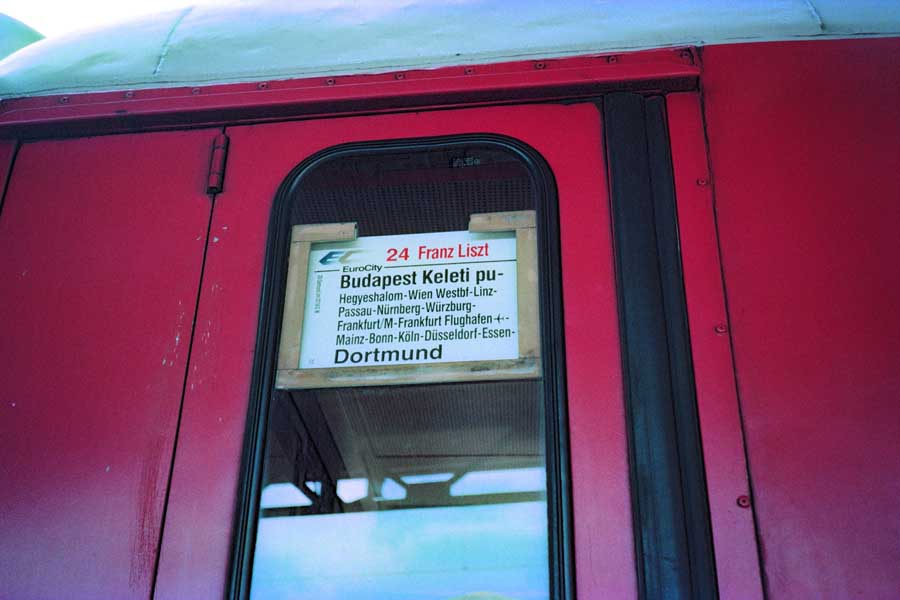 EC 24 Franz Liszt
EuroCity
Budapest Keleti pu-
Hegyeshalom-Wien Westbf-Linz-
Passau-Nürnberg-Würzburg-
Frankfurt/M-Frankfurt Flughafen-
Mainz-Bonn-Köln-Düsseldorf-Essen-
Dortmund